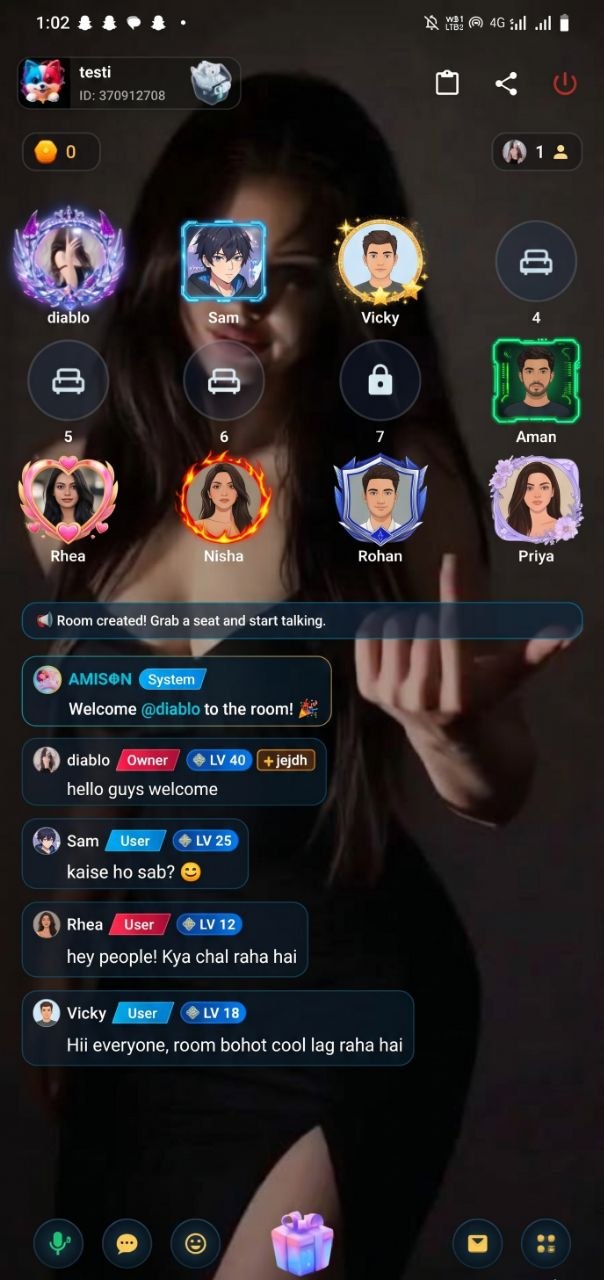 1:02
W31 LTB2 4G
testi
ID: 370912708
0
1
diablo Sam Vicky 4
5 6 7 Aman
Rhea Nisha Rohan Priya
Room created! Grab a seat and start talking.
AMISON System
Welcome @diablo to the room!
diablo Owner LV 40 +jejdh
hello guys welcome
Sam User LV 25
kaise ho sab? 😊
Rhea User LV 12
hey people! Kya chal raha hai
Vicky User LV 18
Hii everyone, room bohot cool lag raha hai